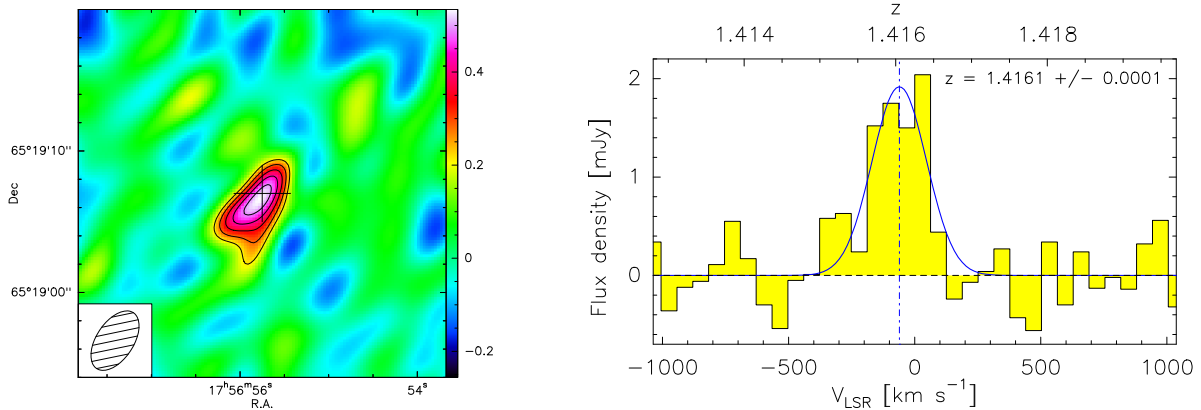 65°19'10"
65°19'00"
Dec
17ʰ56ᵐ56ˢ
54ˢ
R.A.
0.4
0.2
0
−0.2
z
1.414
1.416
1.418
z = 1.4161 +/− 0.0001
Flux density [mJy]
2
1
0
−1000
−500
0
500
1000
V_LSR [km s⁻¹]